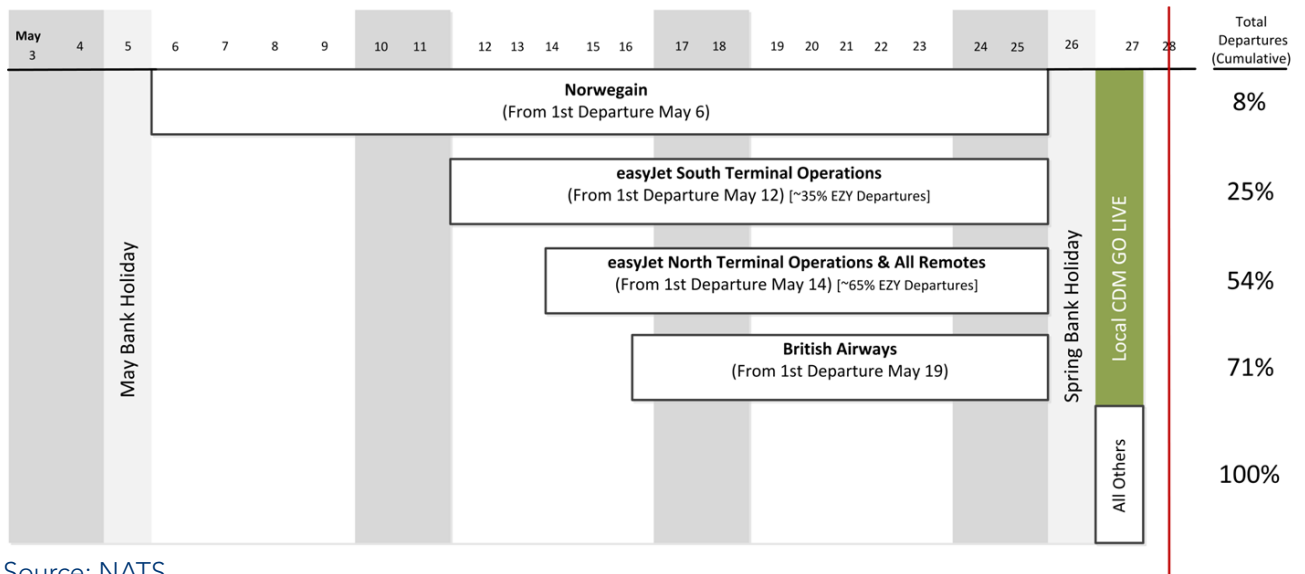 May
3 4 5 6 7 8 9 10 11 12 13 14 15 16 17 18 19 20 21 22 23 24 25 26 27 28
Total
Departures
(Cumulative)
Norwegain
(From 1st Departure May 6)
8%
easyJet South Terminal Operations
(From 1st Departure May 12) [~35% EZY Departures]
25%
easyJet North Terminal Operations & All Remotes
(From 1st Departure May 14) [~65% EZY Departures]
54%
British Airways
(From 1st Departure May 19)
71%
May Bank Holiday
Spring Bank Holiday
Local CDM GO LIVE
All Others
100%
Source: NATS